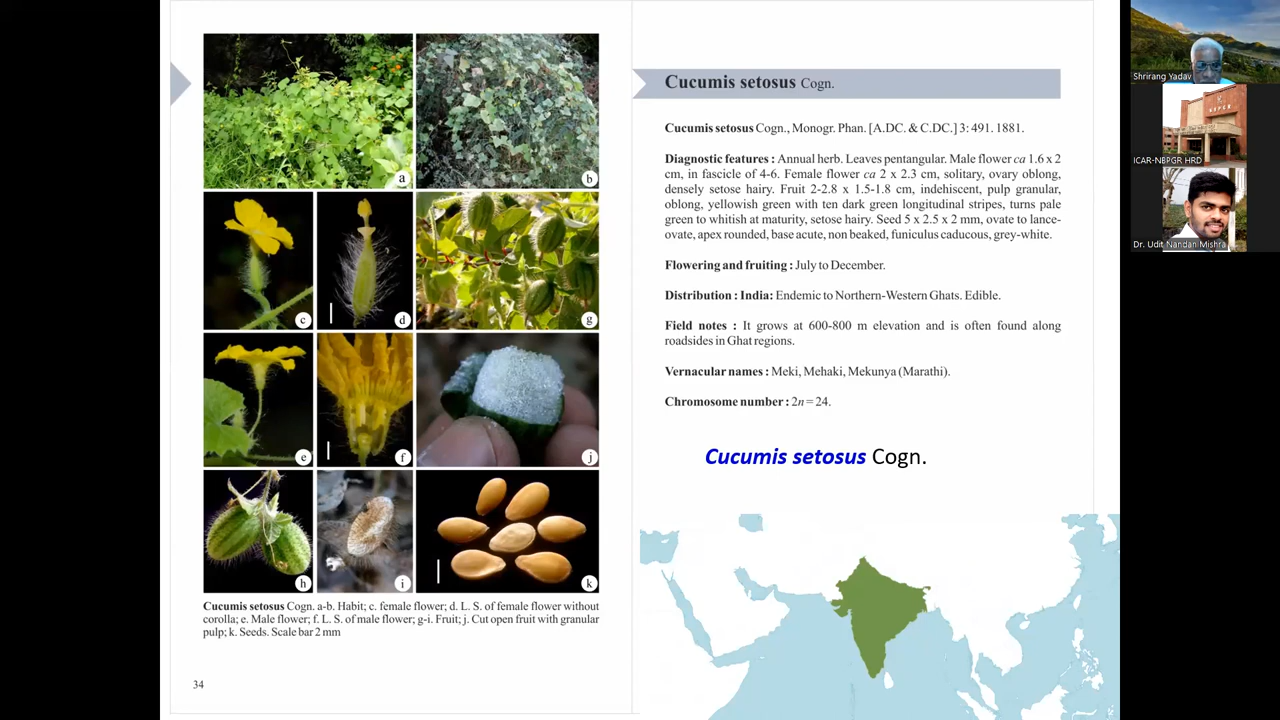 a
b
c
d
g
e
f
j
h
i
k
Cucumis setosus Cogn. a-b. Habit; c. female flower; d. L. S. of female flower without
corolla; e. Male flower; f. L. S. of male flower; g-i. Fruit; j. Cut open fruit with granular
pulp; k. Seeds. Scale bar 2 mm
34
Cucumis setosus Cogn.
Cucumis setosus Cogn., Monogr. Phan. [A.DC. & C.DC.] 3: 491. 1881.
Diagnostic features : Annual herb. Leaves pentangular. Male flower ca 1.6 x 2
cm, in fascicle of 4-6. Female flower ca 2 x 2.3 cm, solitary, ovary oblong,
densely setose hairy. Fruit 2-2.8 x 1.5-1.8 cm, indehiscent, pulp granular,
oblong, yellowish green with ten dark green longitudinal stripes, turns pale
green to whitish at maturity, setose hairy. Seed 5 x 2.5 x 2 mm, ovate to lance-
ovate, apex rounded, base acute, non beaked, funiculus caducous, grey-white.
Flowering and fruiting : July to December.
Distribution : India: Endemic to Northern-Western Ghats. Edible.
Field notes : It grows at 600-800 m elevation and is often found along
roadsides in Ghat regions.
Vernacular names : Meki, Mehaki, Mekunya (Marathi).
Chromosome number : 2n = 24.
Cucumis setosus Cogn.
Shrirang Yadav
ICAR-NBPGR HRD
Dr. Udit Nandan Mishra